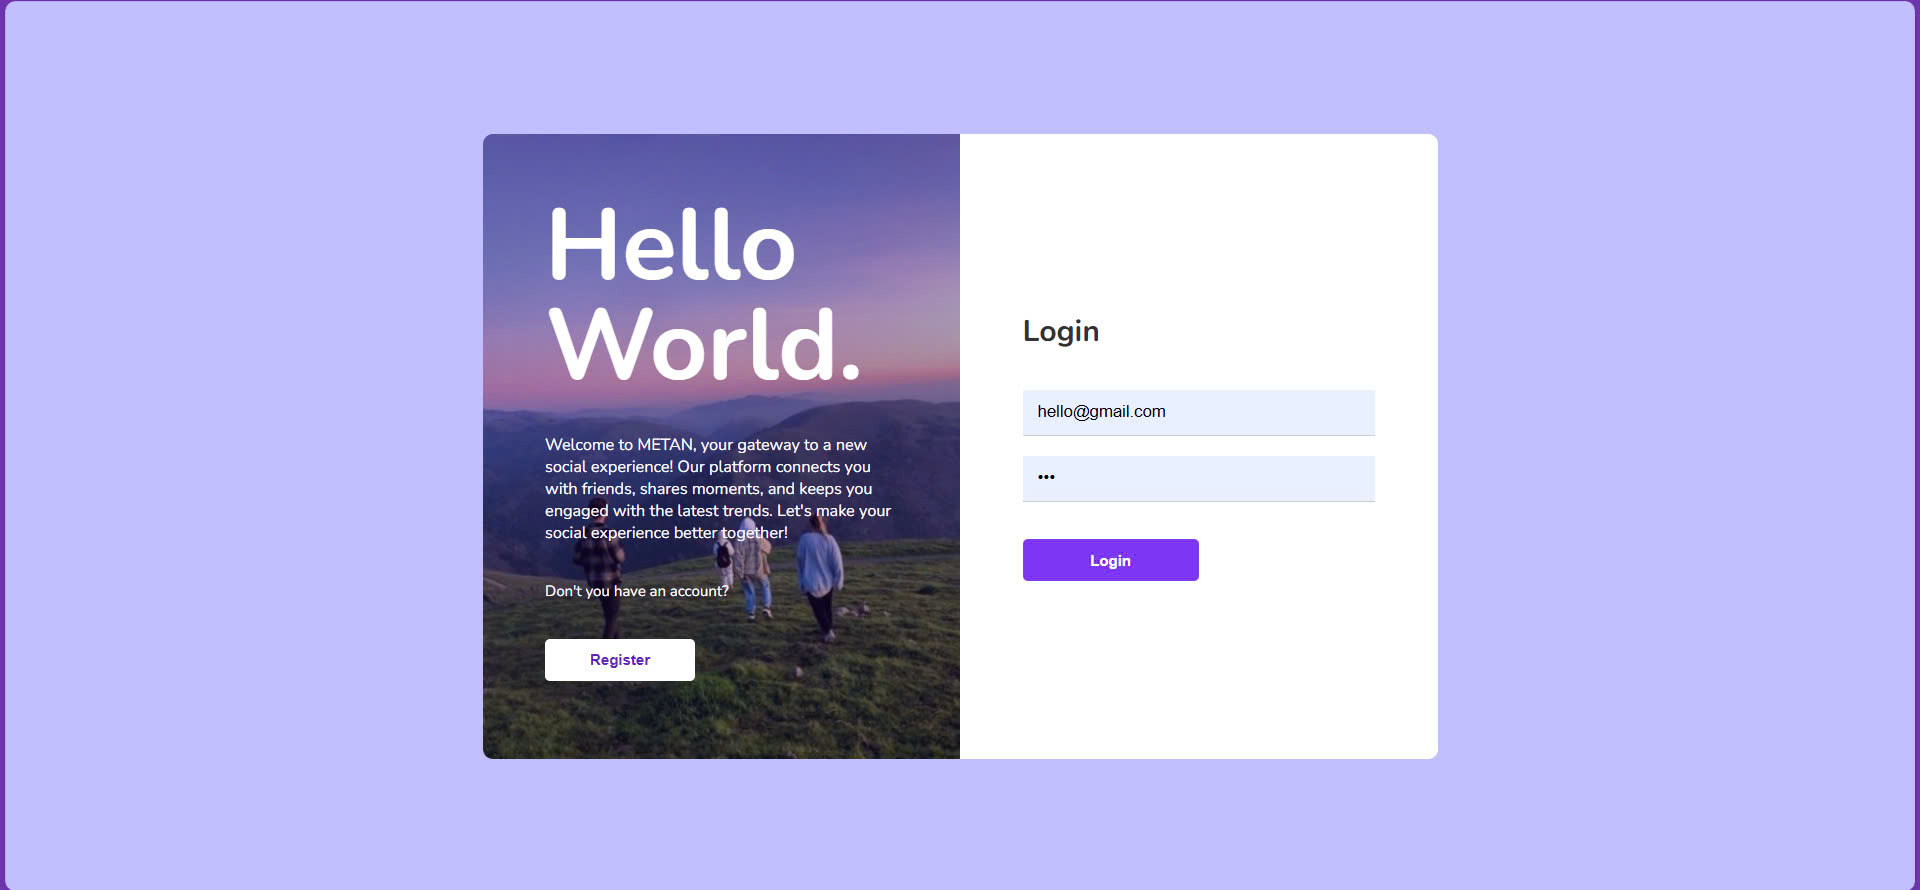 Hello
World.
Welcome to METAN, your gateway to a new
social experience! Our platform connects you
with friends, shares moments, and keeps you
engaged with the latest trends. Let's make your
social experience better together!
Don't you have an account?
Register
Login
hello@gmail.com
•••
Login